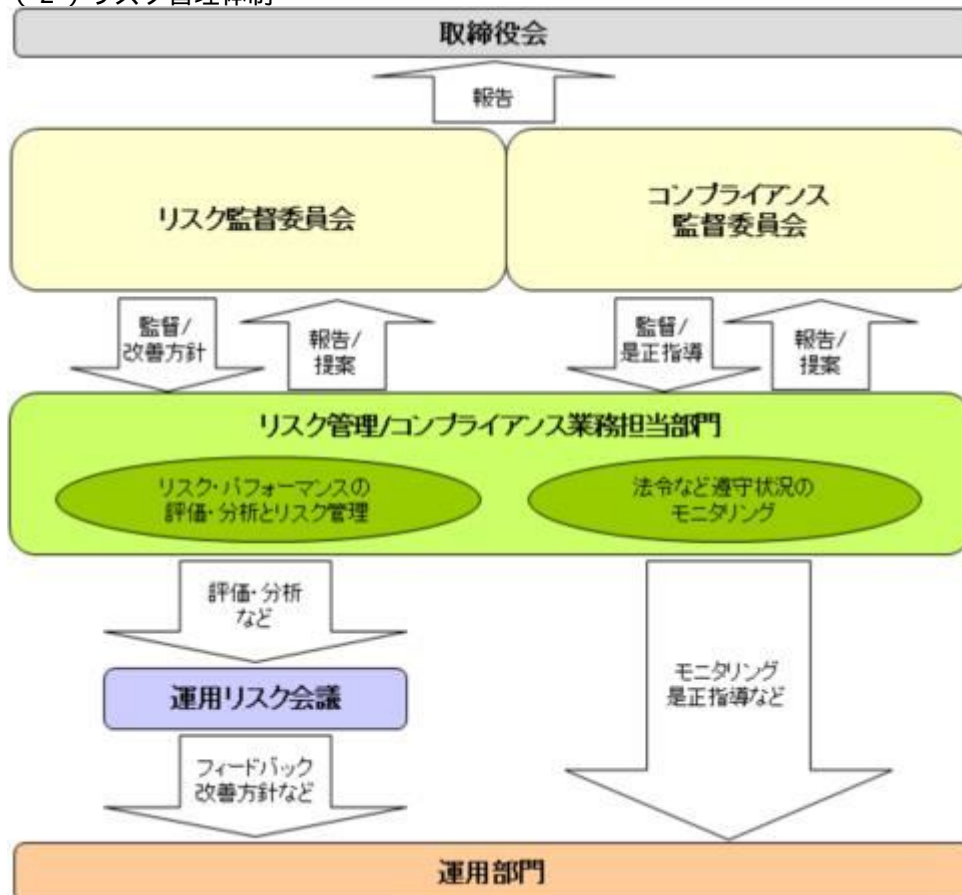 (2)リスク管理体制
取締役会
報告
リスク監督委員会
コンプライアンス
監督委員会
監督/
改善方針
報告/
提案
監督/
是正指導
報告/
提案
リスク管理/コンプライアンス業務担当部門
リスク・パフォーマンスの
評価・分析とリスク管理
法令など遵守状況の
モニタリング
評価・分析
など
運用リスク会議
モニタリング
是正指導など
フィードバック
改善方針など
運用部門